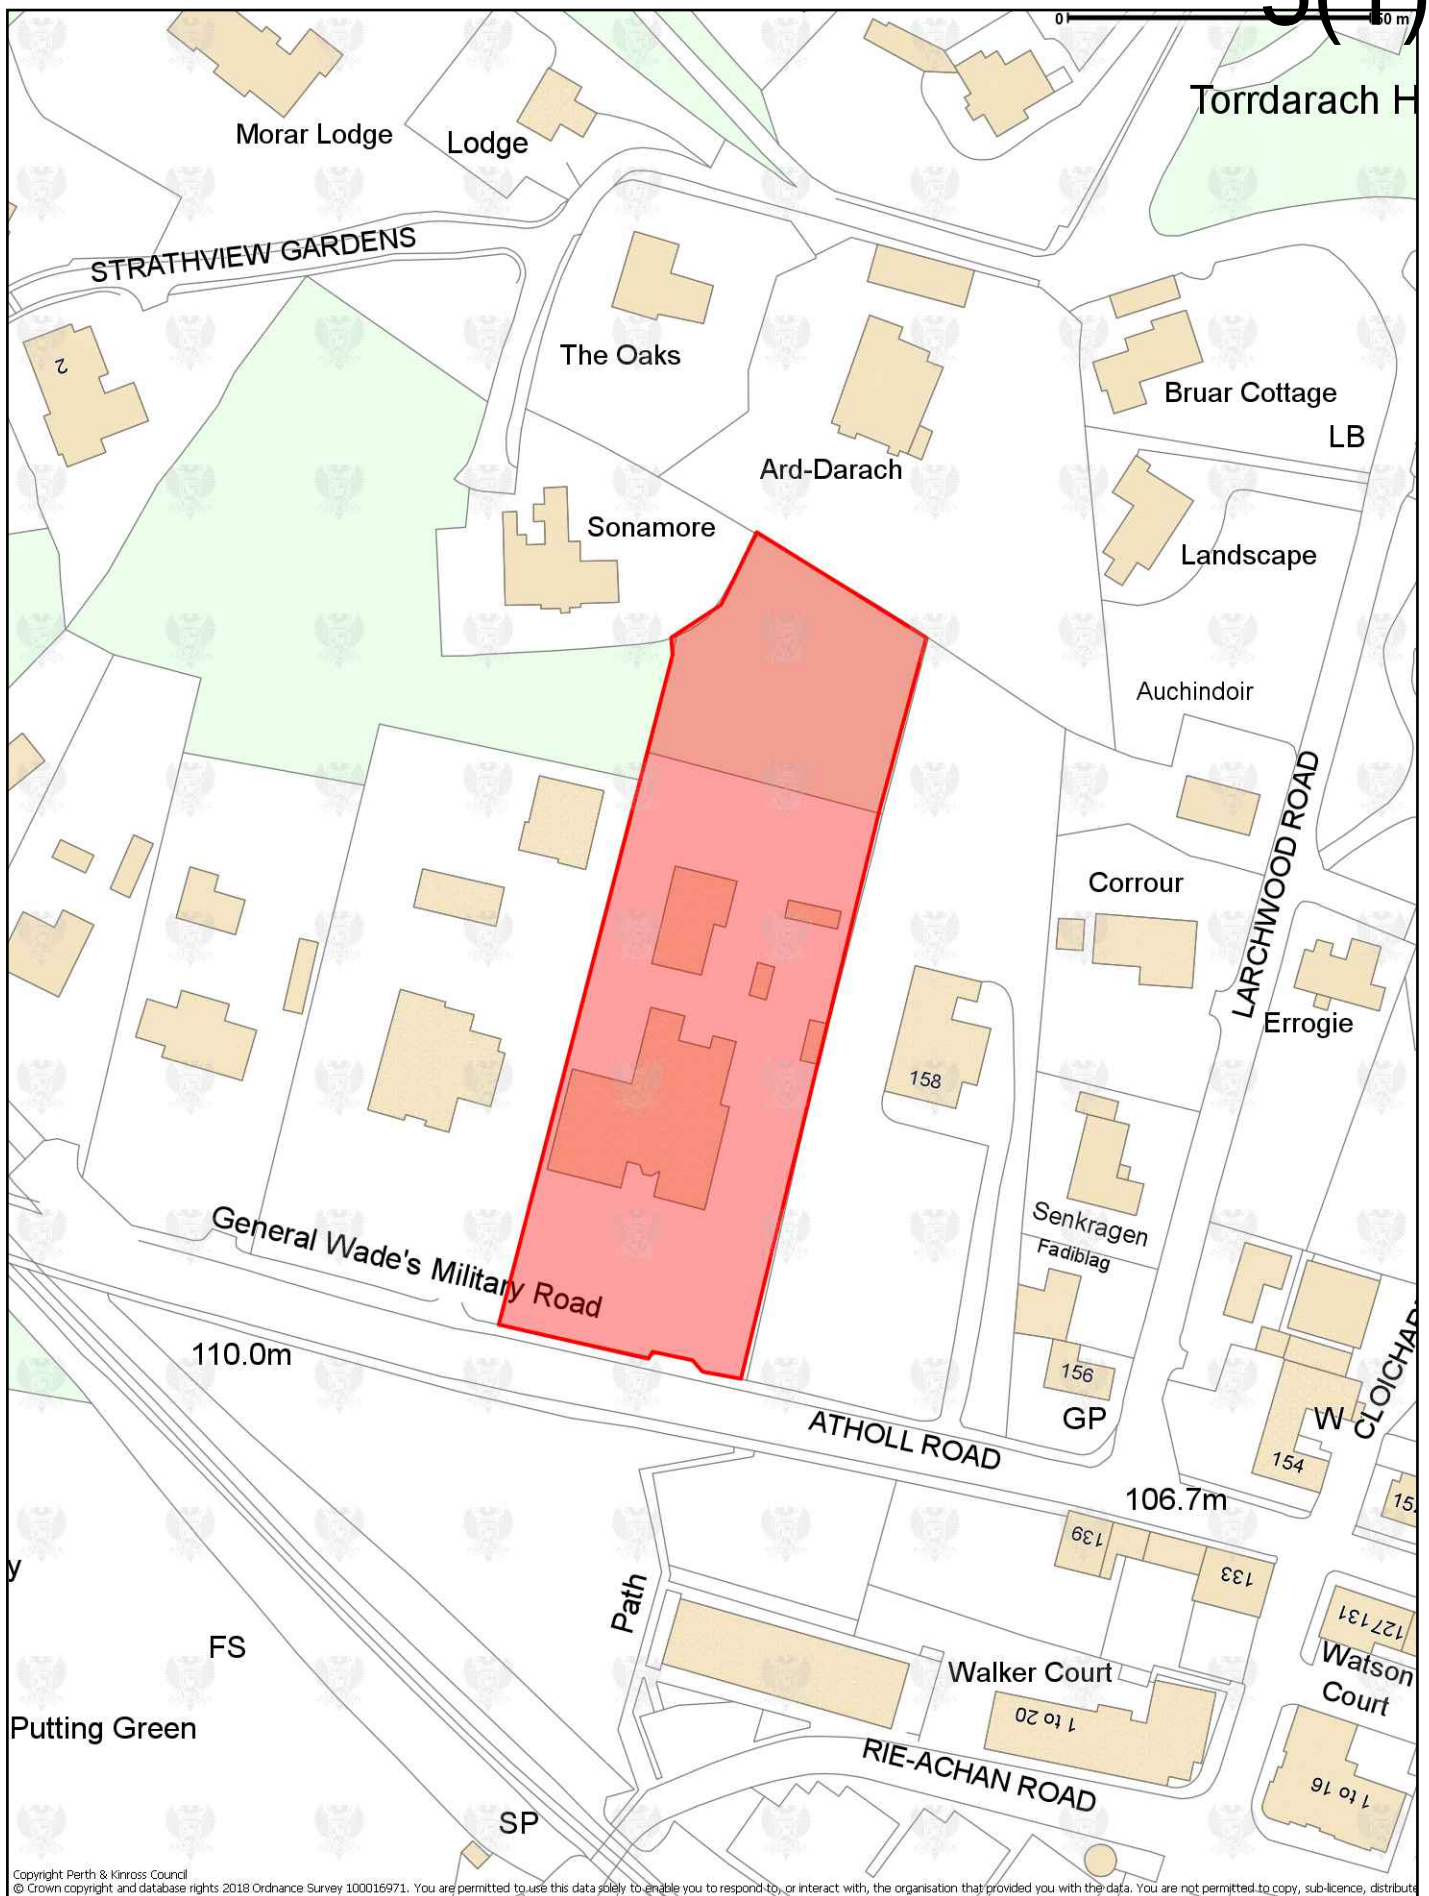 0
50 m
Torrdarach H
Morar Lodge
Lodge
STRATHVIEW GARDENS
2
The Oaks
Bruar Cottage
LB
Ard-Darach
Sonamore
Landscape
Auchindoir
LARCHWOOD ROAD
Corrour
Errogie
158
Senkragen
Fadiblag
General Wade's Military Road
110.0m
156
GP
ATHOLL ROAD
CLOICHAR
W
154
106.7m
139
133
127 131
Path
y
FS
Walker Court
1 to 20
Watson
Court
Putting Green
RIE-ACHAN ROAD
1 to 16
SP
Copyright Perth & Kinross Council
© Crown copyright and database rights 2018 Ordnance Survey 100016971. You are permitted to use this data solely to enable you to respond to, or interact with, the organisation that provided you with the data. You are not permitted to copy, sub-licence, distribute